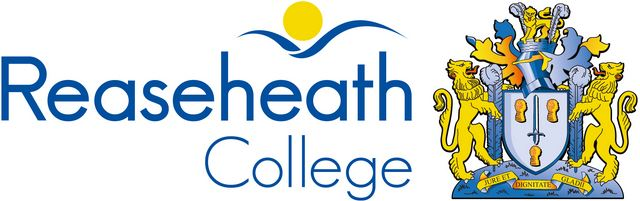 Reaseheath
College
JURE ET DIGNITATE GLADII